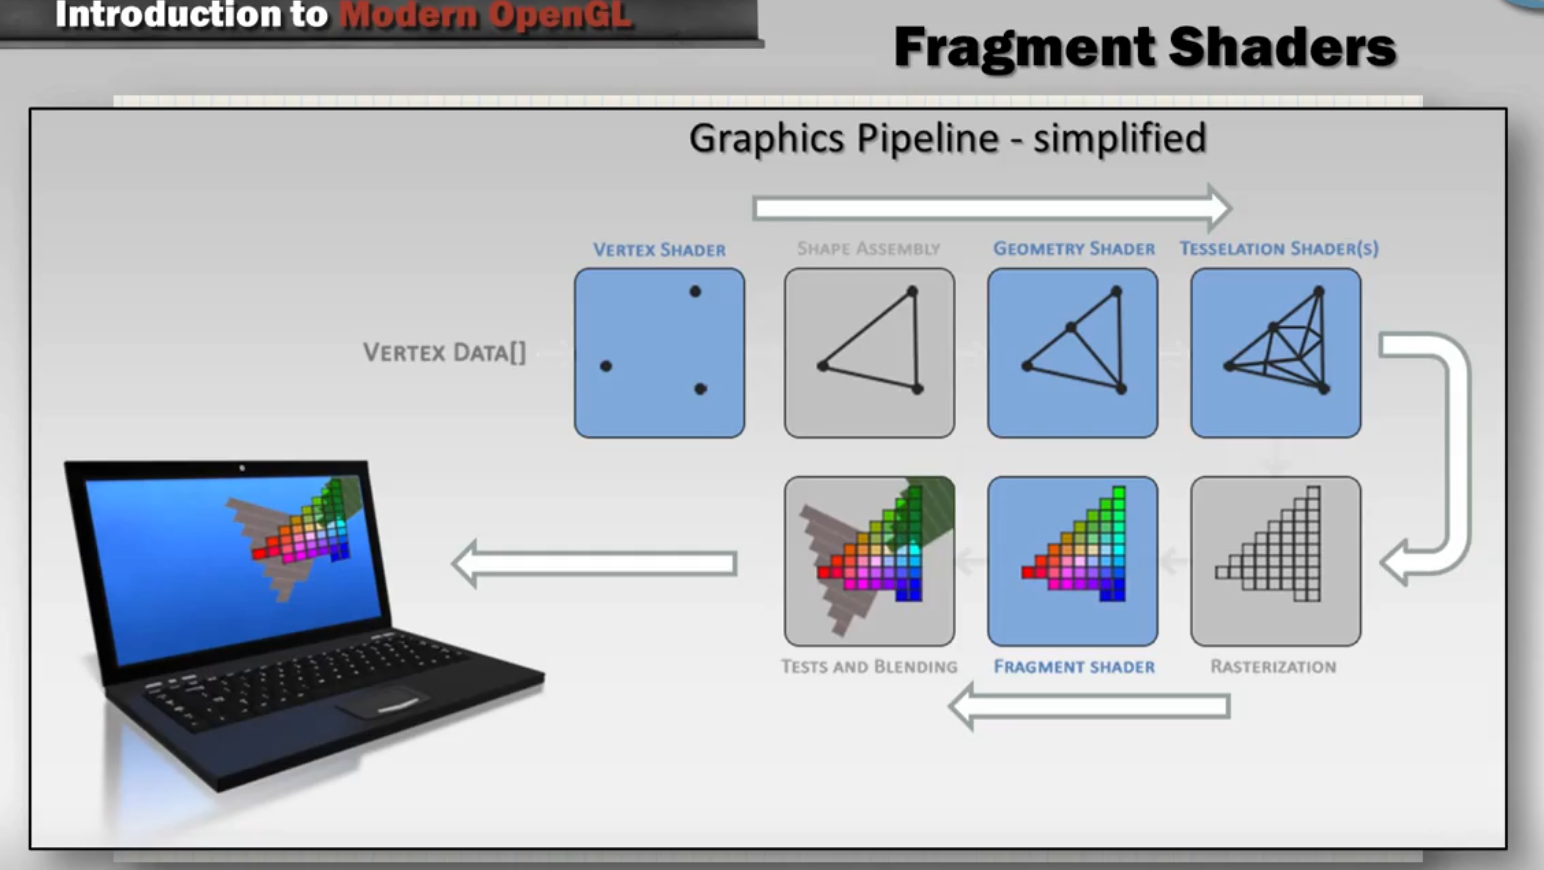 Introduction to Modern OpenGL
Fragment Shaders
Graphics Pipeline - simplified
VERTEX SHADER
SHAPE ASSEMBLY
GEOMETRY SHADER
TESSELATION SHADER(S)
VERTEX DATA[]
TESTS AND BLENDING
FRAGMENT SHADER
RASTERIZATION